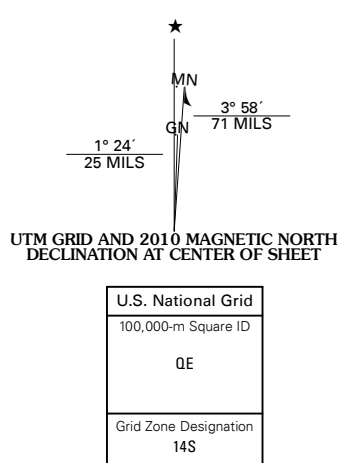 ★
MN
3° 58´
71 MILS
GN
1° 24´
25 MILS
UTM GRID AND 2010 MAGNETIC NORTH
DECLINATION AT CENTER OF SHEET
U.S. National Grid
100,000-m Square ID
QE
Grid Zone Designation
14S